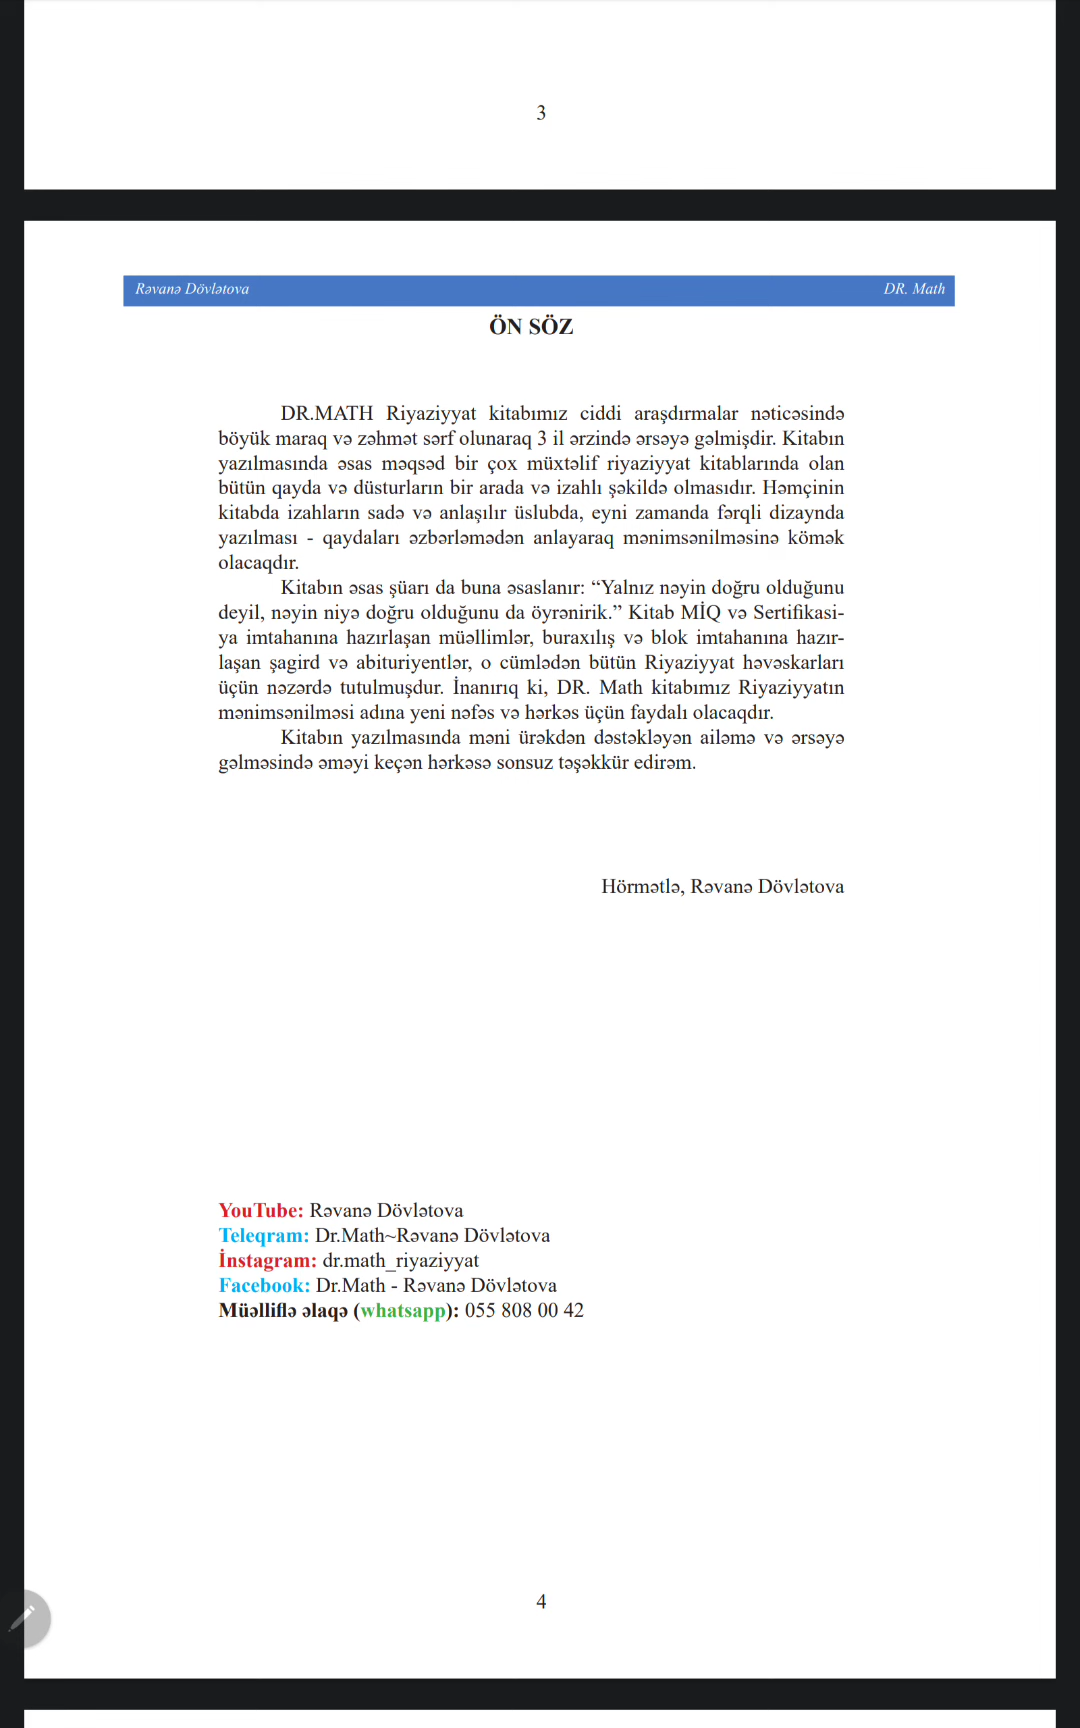 3
Rəvanə Dövlətova DR. Math
ÖN SÖZ
DR.MATH Riyaziyyat kitabımız ciddi araşdırmalar nəticəsində
böyük maraq və zəhmət sərf olunaraq 3 il ərzində ərsəyə gəlmişdir. Kitabın
yazılmasında əsas məqsəd bir çox müxtəlif riyaziyyat kitablarında olan
bütün qayda və düsturların bir arada və izahlı şəkildə olmasıdır. Həmçinin
kitabda izahların sadə və anlaşılır üslubda, eyni zamanda fərqli dizaynda
yazılması - qaydaları əzbərləmədən anlayaraq mənimsənilməsinə kömək
olacaqdır.
Kitabın əsas şüarı da buna əsaslanır: “Yalnız nəyin doğru olduğunu
deyil, nəyin niyə doğru olduğunu da öyrənirik.” Kitab MİQ və Sertifikasi-
ya imtahanına hazırlaşan müəllimlər, buraxılış və blok imtahanına hazır-
laşan şagird və abituriyentlər, o cümlədən bütün Riyaziyyat həvəskarları
üçün nəzərdə tutulmuşdur. İnanırıq ki, DR. Math kitabımız Riyaziyyatın
mənimsənilməsi adına yeni nəfəs və hərkəs üçün faydalı olacaqdır.
Kitabın yazılmasında məni ürəkdən dəstəkləyən ailəmə və ərsəyə
gəlməsində əməyi keçən hərkəsə sonsuz təşəkkür edirəm.
Hörmətlə, Rəvanə Dövlətova
YouTube: Rəvanə Dövlətova
Teleqram: Dr.Math~Rəvanə Dövlətova
İnstagram: dr.math_riyaziyyat
Facebook: Dr.Math - Rəvanə Dövlətova
Müəlliflə əlaqə (whatsapp): 055 808 00 42
4